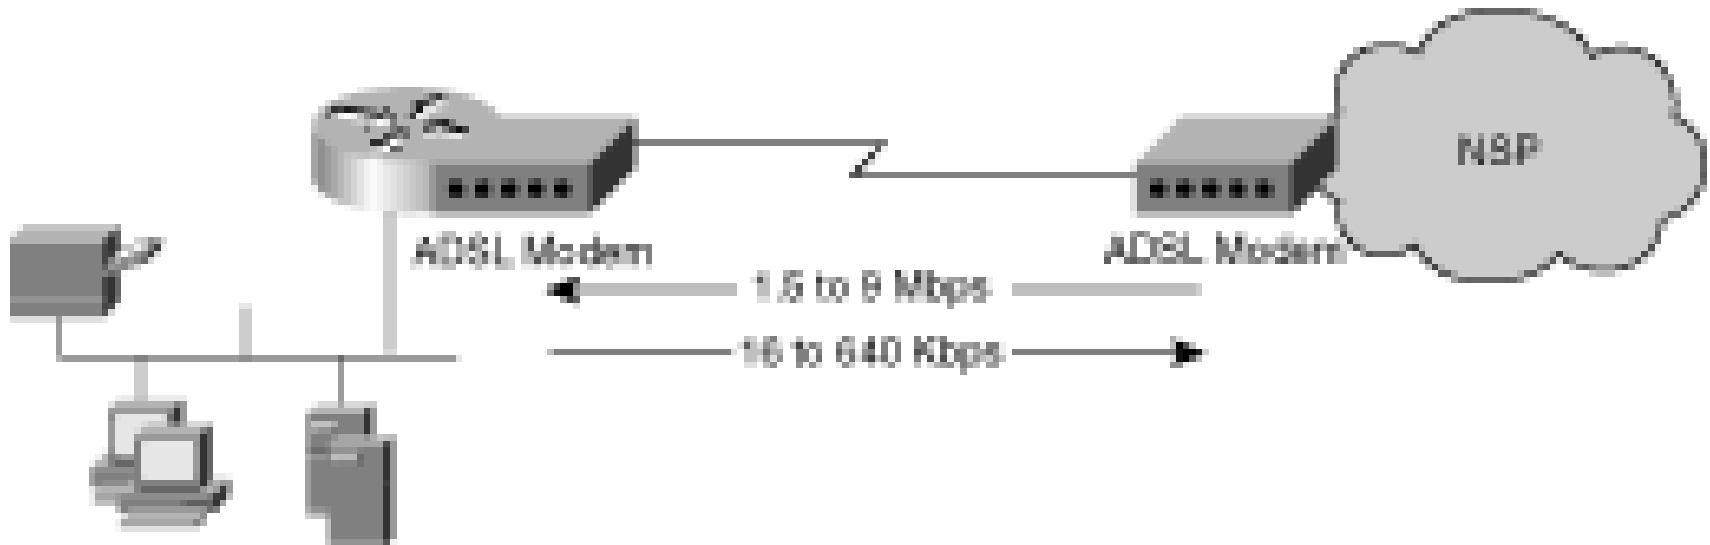 NSP
ADSL Modem
ADSL Modem
1.5 to 9 Mbps
16 to 640 Kbps